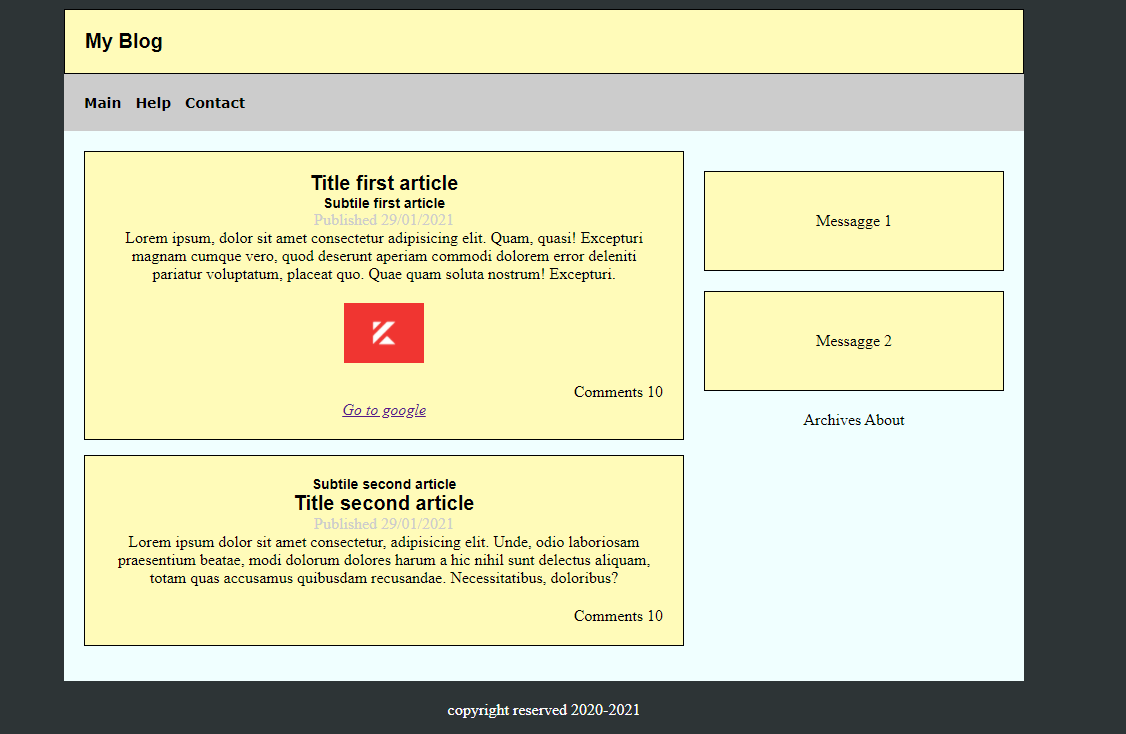 My Blog
Main Help Contact
Title first article
Subtile first article
Published 29/01/2021
Lorem ipsum, dolor sit amet consectetur adipisicing elit. Quam, quasi! Excepturi
magnam cumque vero, quod deserunt aperiam commodi dolorem error deleniti
pariatur voluptatum, placeat quo. Quae quam soluta nostrum! Excepturi.
Comments 10
Go to google
Subtile second article
Title second article
Published 29/01/2021
Lorem ipsum dolor sit amet consectetur, adipisicing elit. Unde, odio laboriosam
praesentium beatae, modi dolorum dolores harum a hic nihil sunt delectus aliquam,
totam quas accusamus quibusdam recusandae. Necessitatibus, doloribus?
Comments 10
Messagge 1
Messagge 2
Archives About
copyright reserved 2020-2021